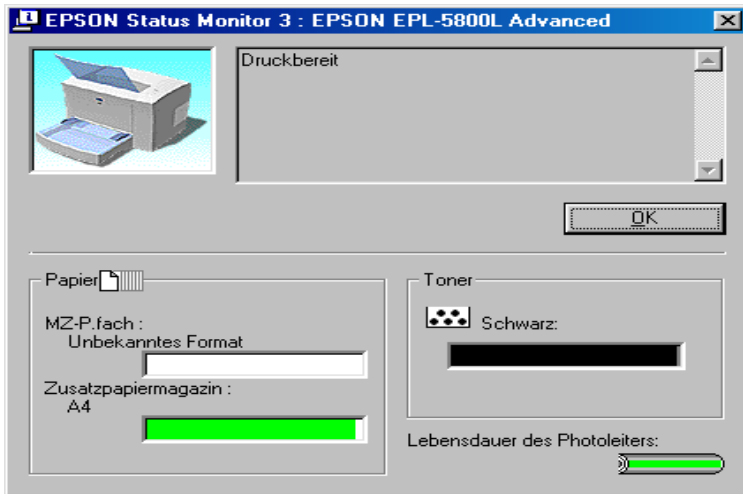 EPSON Status Monitor 3 : EPSON EPL-5800L Advanced
Druckbereit
OK
Papier
MZ-P.fach :
Unbekanntes Format
Zusatzpapiermagazin :
A4
Toner
Schwarz:
Lebensdauer des Photoleiters: